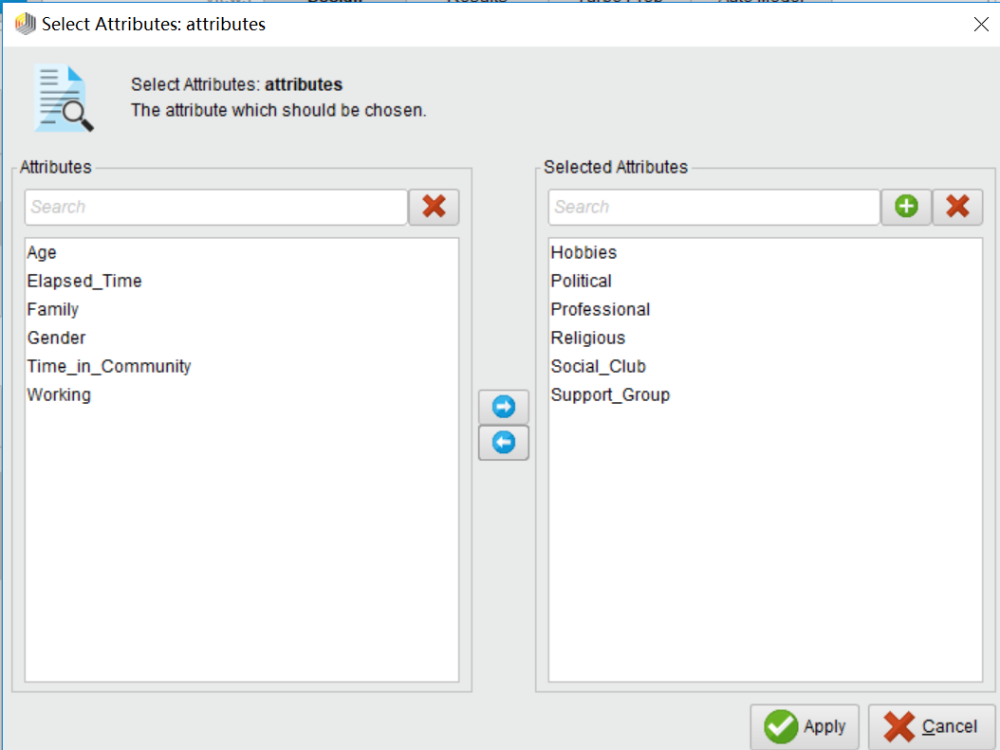 Select Attributes: attributes
Select Attributes: attributes
The attribute which should be chosen.
Attributes
Search
Age
Elapsed_Time
Family
Gender
Time_in_Community
Working
Selected Attributes
Search
Hobbies
Political
Professional
Religious
Social_Club
Support_Group
Apply
Cancel